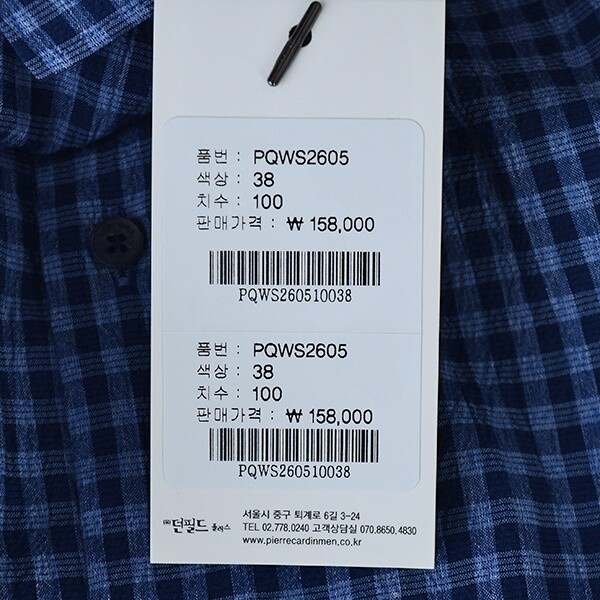 품번 : PQWS2605
색상 : 38
치수 : 100
판매가격 : ₩ 158,000
PQWS260510038
품번 : PQWS2605
색상 : 38
치수 : 100
판매가격 : ₩ 158,000
PQWS260510038
㈜던필드 플러스
서울시 중구 퇴계로 6길 3-24
TEL 02.778.0240 고객상담실 070.8650.4830
www.pierrecardinmen.co.kr